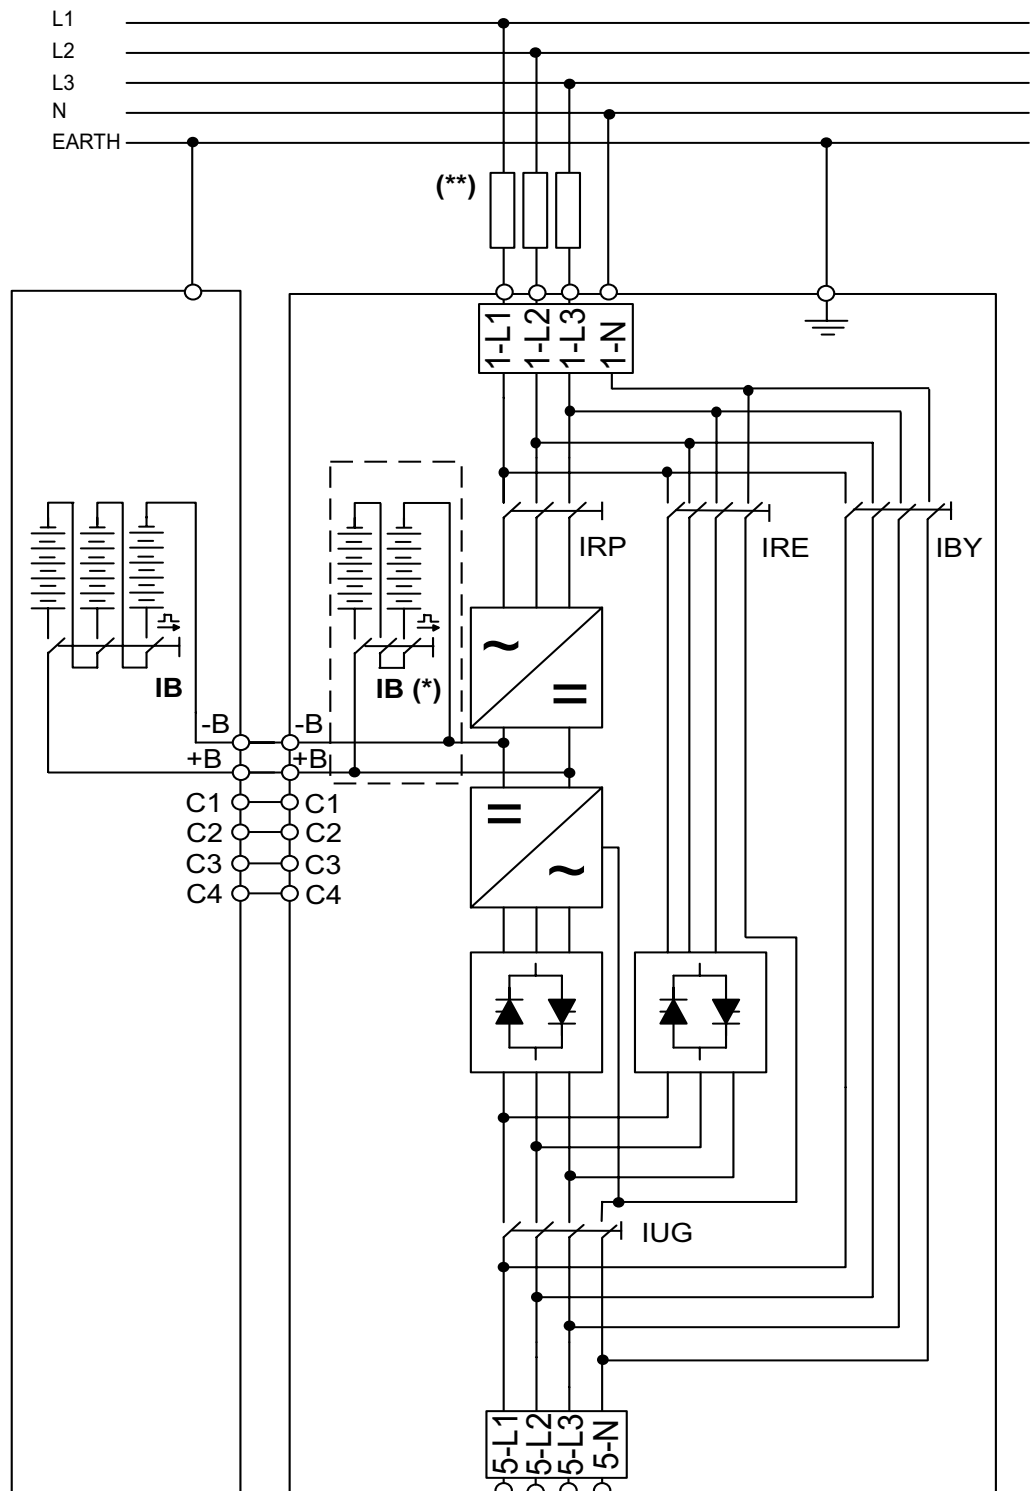 L1
L2
L3
N
EARTH
(**)
1-L1
1-L2
1-L3
1-N
IRP
IRE
IBY
IB
IB (*)
-B
-B
+B
+B
C1
C1
C2
C2
C3
C3
C4
C4
IUG
5-L1
5-L2
5-L3
5-N